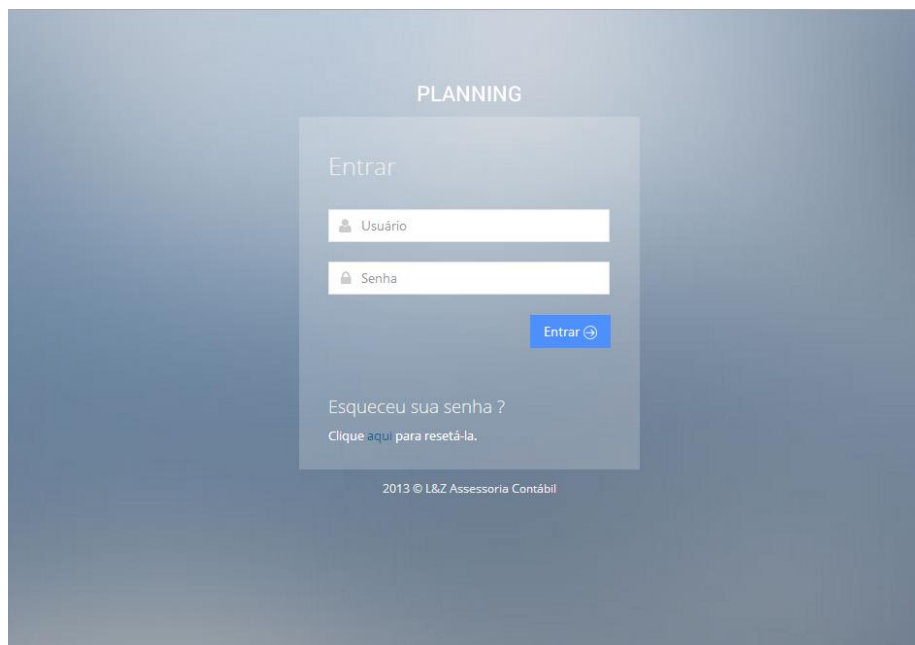 PLANNING
Entrar
Usuário
Senha
Entrar
Esqueceu sua senha ?
Clique aqui para resetá-la.
2013 © L&Z Assessoria Contábil